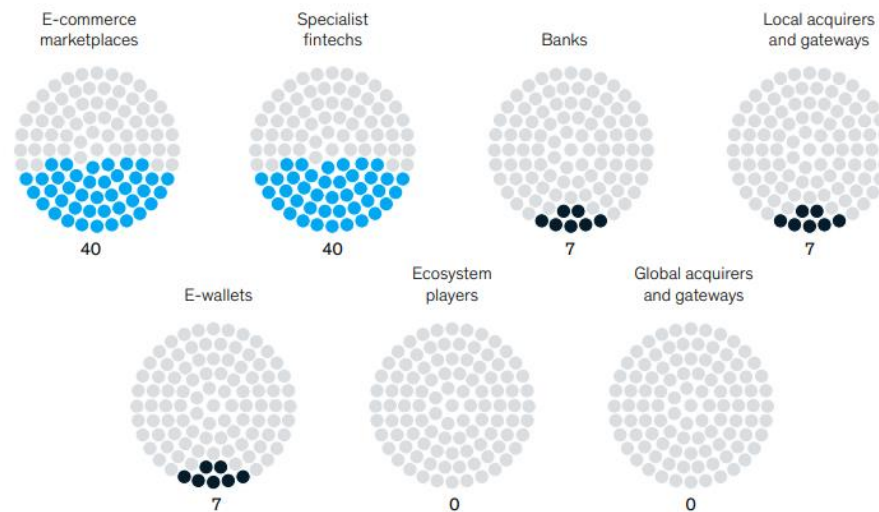 E-commerce
marketplaces
Specialist
fintechs
Banks
Local acquirers
and gateways
40
40
7
7
E-wallets
Ecosystem
players
Global acquirers
and gateways
7
0
0